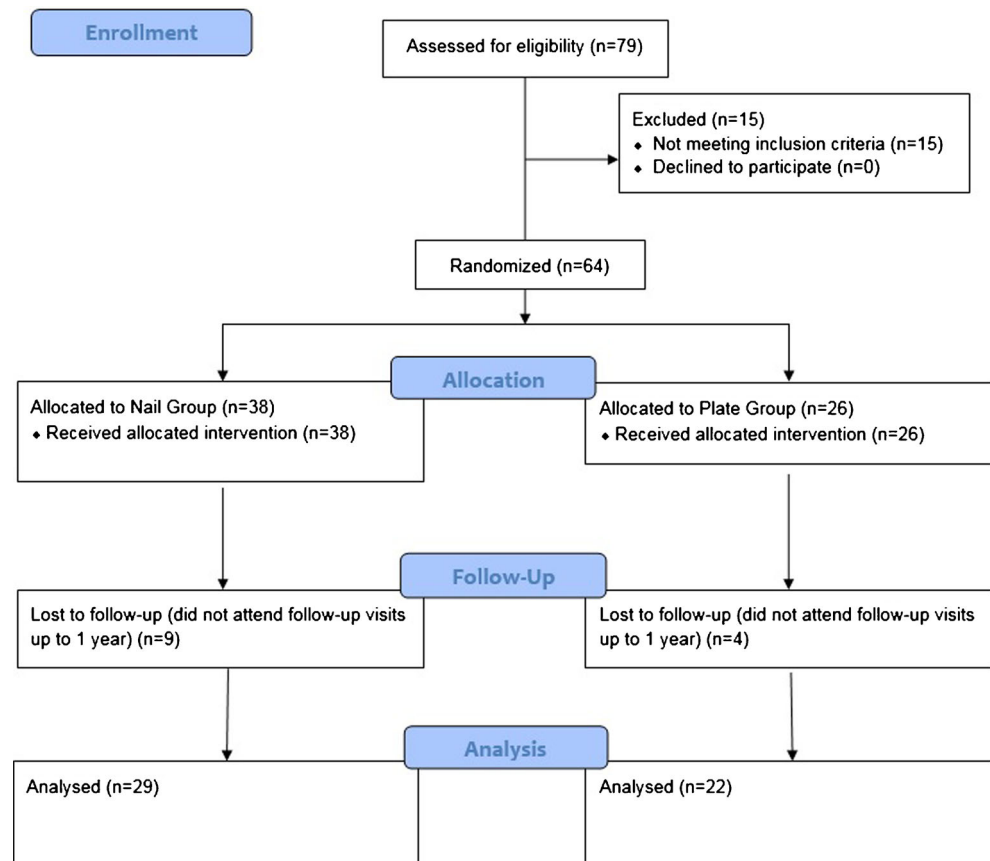 Enrollment
Assessed for eligibility (n=79)
Excluded (n=15)
⬥ Not meeting inclusion criteria (n=15)
⬥ Declined to participate (n=0)
Randomized (n=64)
Allocation
Allocated to Nail Group (n=38)
⬥ Received allocated intervention (n=38)
Allocated to Plate Group (n=26)
⬥ Received allocated intervention (n=26)
Follow-Up
Lost to follow-up (did not attend follow-up visits
up to 1 year) (n=9)
Lost to follow-up (did not attend follow-up visits
up to 1 year) (n=4)
Analysis
Analysed (n=29)
Analysed (n=22)